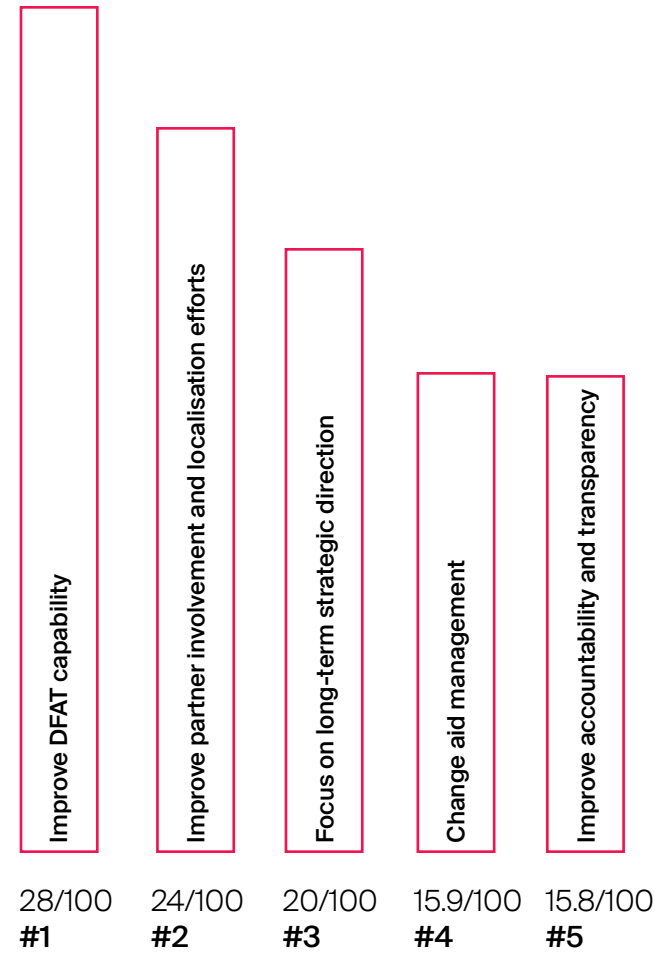 Improve DFAT capability
Improve partner involvement and localisation efforts
Focus on long-term strategic direction
Change aid management
Improve accountability and transparency
28/100 24/100 20/100 15.9/100 15.8/100
#1 #2 #3 #4 #5